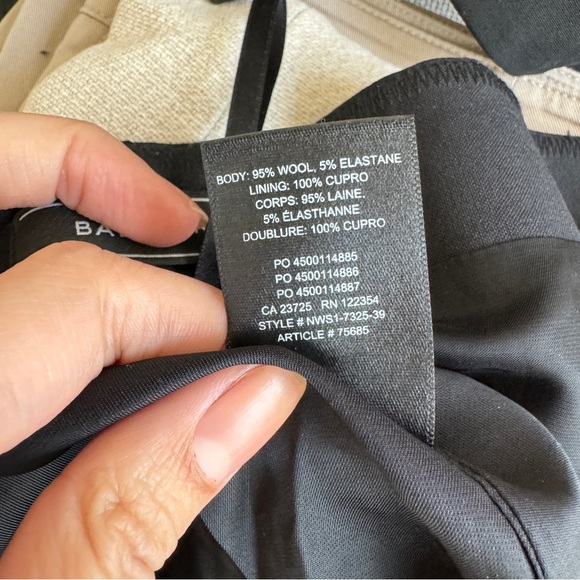 BODY: 95% WOOL, 5% ELASTANE
LINING: 100% CUPRO
CORPS: 95% LAINE.
5% ÉLASTHANNE
DOUBLURE: 100% CUPRO
PO 4500114885
PO 4500114886
PO 4500114887
CA 23725 RN 122354
STYLE # NWS1-7325-39
ARTICLE # 75685